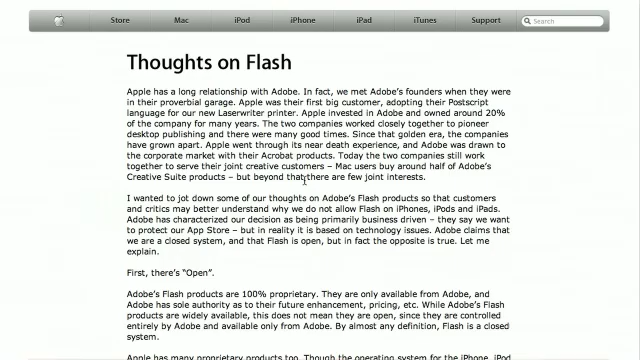 Store Mac iPod iPhone iPad iTunes Support Search
Thoughts on Flash
Apple has a long relationship with Adobe. In fact, we met Adobe's founders when they were
in their proverbial garage. Apple was their first big customer, adopting their Postscript
language for our new Laserwriter printer. Apple invested in Adobe and owned around 20%
of the company for many years. The two companies worked closely together to pioneer
desktop publishing and there were many good times. Since that golden era, the companies
have grown apart. Apple went through its near death experience, and Adobe was drawn to
the corporate market with their Acrobat products. Today the two companies still work
together to serve their joint creative customers – Mac users buy around half of Adobe's
Creative Suite products – but beyond that there are few joint interests.
I wanted to jot down some of our thoughts on Adobe's Flash products so that customers
and critics may better understand why we do not allow Flash on iPhones, iPods and iPads.
Adobe has characterized our decision as being primarily business driven – they say we want
to protect our App Store – but in reality it is based on technology issues. Adobe claims that
we are a closed system, and that Flash is open, but in fact the opposite is true. Let me
explain.
First, there's "Open".
Adobe's Flash products are 100% proprietary. They are only available from Adobe, and
Adobe has sole authority as to their future enhancement, pricing, etc. While Adobe's Flash
products are widely available, this does not mean they are open, since they are controlled
entirely by Adobe and available only from Adobe. By almost any definition, Flash is a closed
system.
Apple has many proprietary products too. Though the operating system for the iPhone, iPod